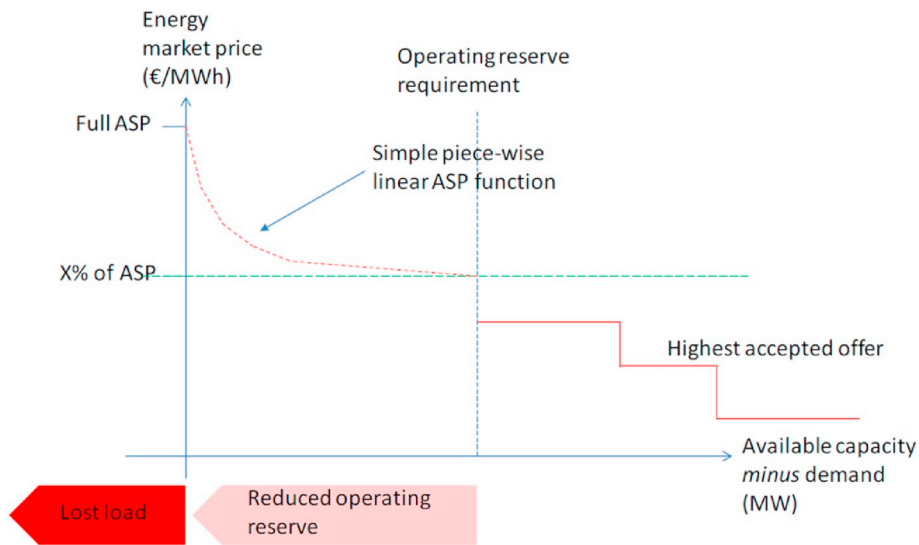 Energy
market price
(€/MWh)
Operating reserve
requirement
Full ASP
Simple piece-wise
linear ASP function
X% of ASP
Highest accepted offer
Available capacity
minus demand
(MW)
Lost load
Reduced operating
reserve